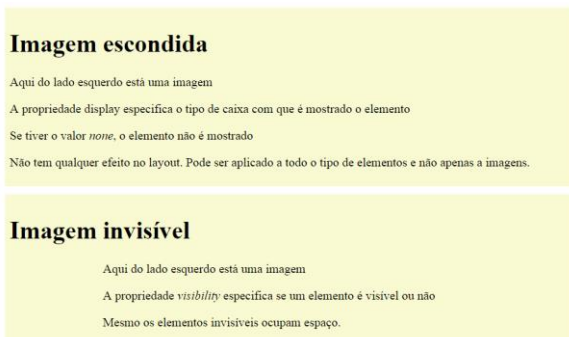 Imagem escondida
Aqui do lado esquerdo está uma imagem
A propriedade display especifica o tipo de caixa com que é mostrado o elemento
Se tiver o valor none, o elemento não é mostrado
Não tem qualquer efeito no layout. Pode ser aplicado a todo o tipo de elementos e não apenas a imagens.
Imagem invisível
Aqui do lado esquerdo está uma imagem
A propriedade visibility especifica se um elemento é visível ou não
Mesmo os elementos invisíveis ocupam espaço.